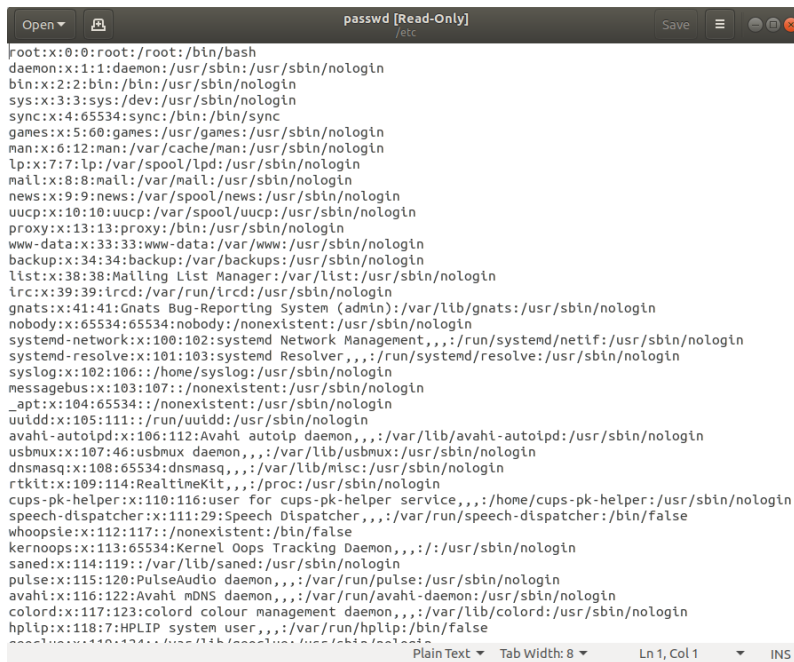 Open
passwd [Read-Only]
/etc
Save
root:x:0:0:root:/root:/bin/bash
daemon:x:1:1:daemon:/usr/sbin:/usr/sbin/nologin
bin:x:2:2:bin:/bin:/usr/sbin/nologin
sys:x:3:3:sys:/dev:/usr/sbin/nologin
sync:x:4:65534:sync:/bin:/bin/sync
games:x:5:60:games:/usr/games:/usr/sbin/nologin
man:x:6:12:man:/var/cache/man:/usr/sbin/nologin
lp:x:7:7:lp:/var/spool/lpd:/usr/sbin/nologin
mail:x:8:8:mail:/var/mail:/usr/sbin/nologin
news:x:9:9:news:/var/spool/news:/usr/sbin/nologin
uucp:x:10:10:uucp:/var/spool/uucp:/usr/sbin/nologin
proxy:x:13:13:proxy:/bin:/usr/sbin/nologin
www-data:x:33:33:www-data:/var/www:/usr/sbin/nologin
backup:x:34:34:backup:/var/backups:/usr/sbin/nologin
list:x:38:38:Mailing List Manager:/var/list:/usr/sbin/nologin
irc:x:39:39:ircd:/var/run/ircd:/usr/sbin/nologin
gnats:x:41:41:Gnats Bug-Reporting System (admin):/var/lib/gnats:/usr/sbin/nologin
nobody:x:65534:65534:nobody:/nonexistent:/usr/sbin/nologin
systemd-network:x:100:102:systemd Network Management,,,:/run/systemd/netif:/usr/sbin/nologin
systemd-resolve:x:101:103:systemd Resolver,,,:/run/systemd/resolve:/usr/sbin/nologin
syslog:x:102:106::/home/syslog:/usr/sbin/nologin
messagebus:x:103:107::/nonexistent:/usr/sbin/nologin
_apt:x:104:65534::/nonexistent:/usr/sbin/nologin
uuidd:x:105:111::/run/uuidd:/usr/sbin/nologin
avahi-autoipd:x:106:112:Avahi autoip daemon,,,:/var/lib/avahi-autoipd:/usr/sbin/nologin
usbmux:x:107:46:usbmux daemon,,,:/var/lib/usbmux:/usr/sbin/nologin
dnsmasq:x:108:65534:dnsmasq,,,:/var/lib/misc:/usr/sbin/nologin
rtkit:x:109:114:RealtimeKit,,,:/proc:/usr/sbin/nologin
cups-pk-helper:x:110:116:user for cups-pk-helper service,,,:/home/cups-pk-helper:/usr/sbin/nologin
speech-dispatcher:x:111:29:Speech Dispatcher,,,:/var/run/speech-dispatcher:/bin/false
whoopsie:x:112:117::/nonexistent:/bin/false
kernoops:x:113:65534:Kernel Oops Tracking Daemon,,,:/:/usr/sbin/nologin
saned:x:114:119::/var/lib/saned:/usr/sbin/nologin
pulse:x:115:120:PulseAudio daemon,,,:/var/run/pulse:/usr/sbin/nologin
avahi:x:116:122:Avahi mDNS daemon,,,:/var/run/avahi-daemon:/usr/sbin/nologin
colord:x:117:123:colord colour management daemon,,,:/var/lib/colord:/usr/sbin/nologin
hplip:x:118:7:HPLIP system user,,,:/var/run/hplip:/bin/false
Plain Text Tab Width: 8 Ln 1, Col 1 INS